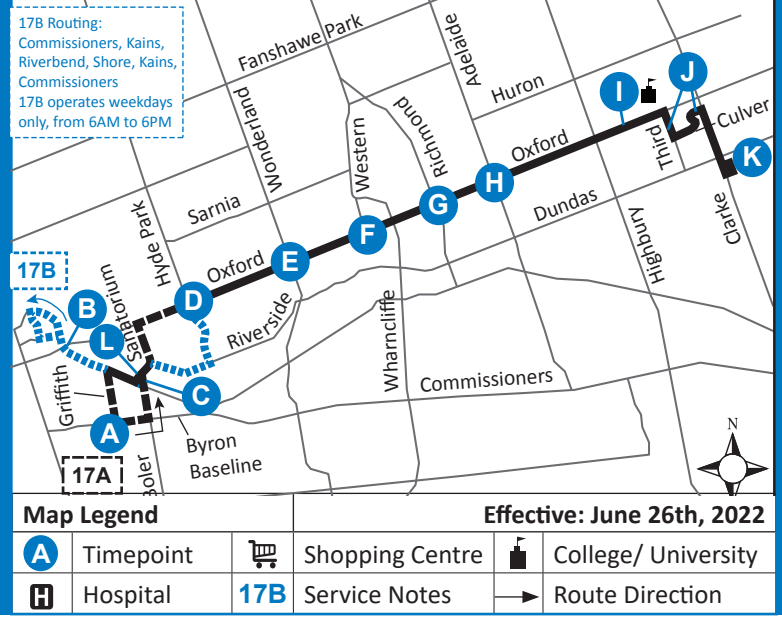 17B Routing:
Commissioners, Kains,
Riverbend, Shore, Kains,
Commissioners
17B operates weekdays
only, from 6AM to 6PM
Fanshawe Park
Adelaide
Huron
I
J
Culver
Wonderland
Western
Richmond
Oxford
Third
K
H
Hyde Park
Sarnia
G
Dundas
F
Highbury
Clarke
Oxford
E
17B
Sanatorium
D
B
Riverside
L
Wharncliffe
Griffith
C
Commissioners
A
Byron
Baseline
17A
Boler
N
Map Legend
Effective: June 26th, 2022
A Timepoint Shopping Centre College/ University
H Hospital 17B Service Notes Route Direction